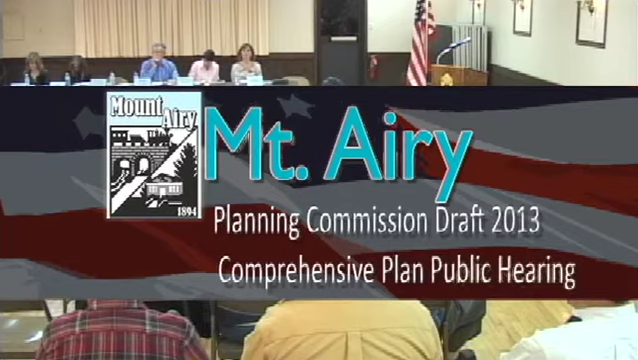 Mount
Airy
1894
Mt. Airy
Planning Commission Draft 2013
Comprehensive Plan Public Hearing